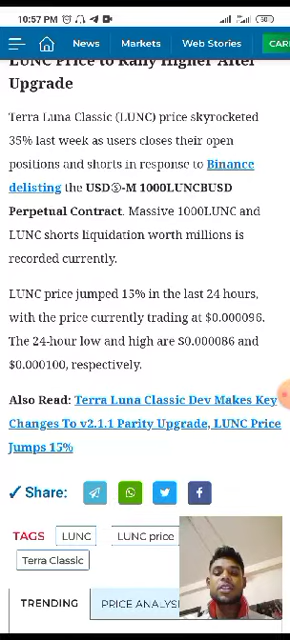 10:57 PM
58
News Markets Web Stories CAR
LUNC Price to Rally Higher After
Upgrade
Terra Luna Classic (LUNC) price skyrocketed
35% last week as users closes their open
positions and shorts in response to Binance
delisting the USDⓈ-M 1000LUNCBUSD
Perpetual Contract. Massive 1000LUNC and
LUNC shorts liquidation worth millions is
recorded currently.
LUNC price jumped 15% in the last 24 hours,
with the price currently trading at $0.000096.
The 24-hour low and high are $0.000086 and
$0.000100, respectively.
Also Read: Terra Luna Classic Dev Makes Key
Changes To v2.1.1 Parity Upgrade, LUNC Price
Jumps 15%
Share:
TAGS LUNC LUNC price
Terra Classic
TRENDING PRICE ANALYSI